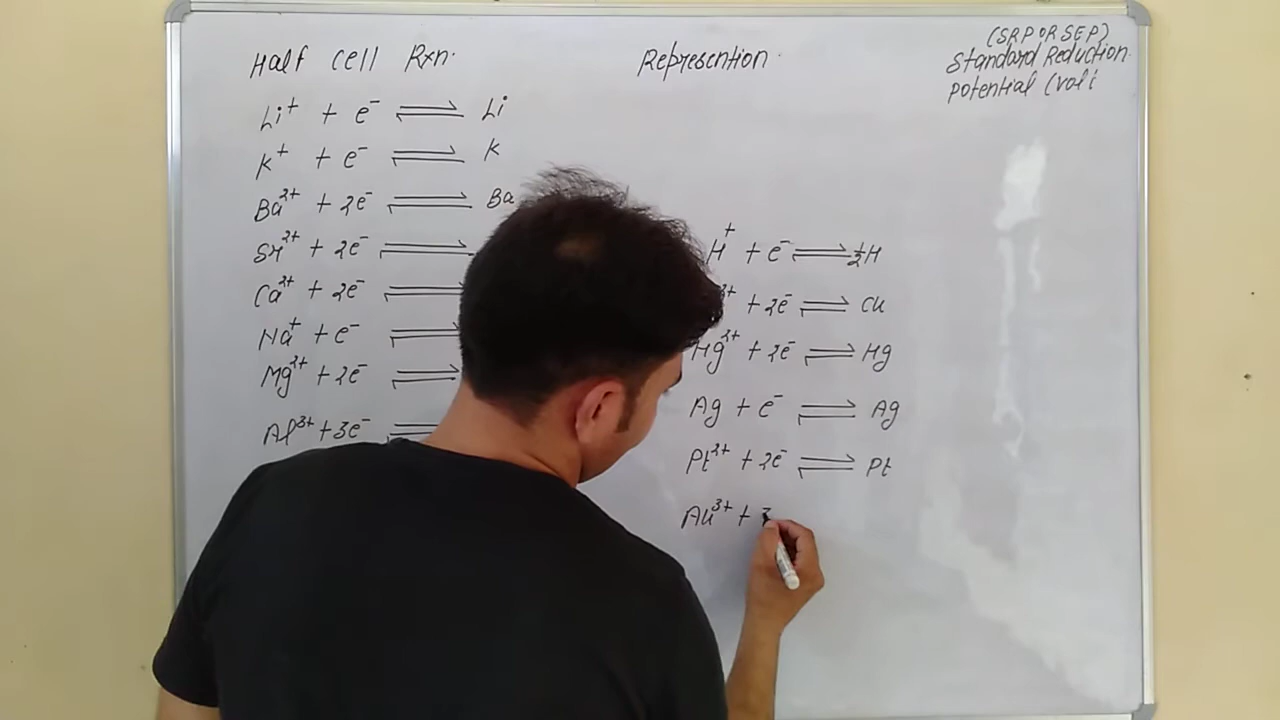 Half cell Rxn.
Represention.
(SRP OR SEP)
Standard Reduction
potential (volt
Li⁺ + e⁻ ⇌ Li
K⁺ + e⁻ ⇌ K
Ba²⁺ + 2e⁻ ⇌ Ba
Sr²⁺ + 2e⁻ ⇌
Ca²⁺ + 2e⁻ ⇌
Na⁺ + e⁻ ⇌
Mg²⁺ + 2e⁻ ⇌
Al³⁺ + 3e⁻ ⇌
H⁺ + e⁻ ⇌ ½H
²⁺ + 2e⁻ ⇌ Cu
Hg²⁺ + 2e⁻ ⇌ Hg
Ag + e⁻ ⇌ Ag
Pt²⁺ + 2e⁻ ⇌ Pt
Au³⁺ + 3